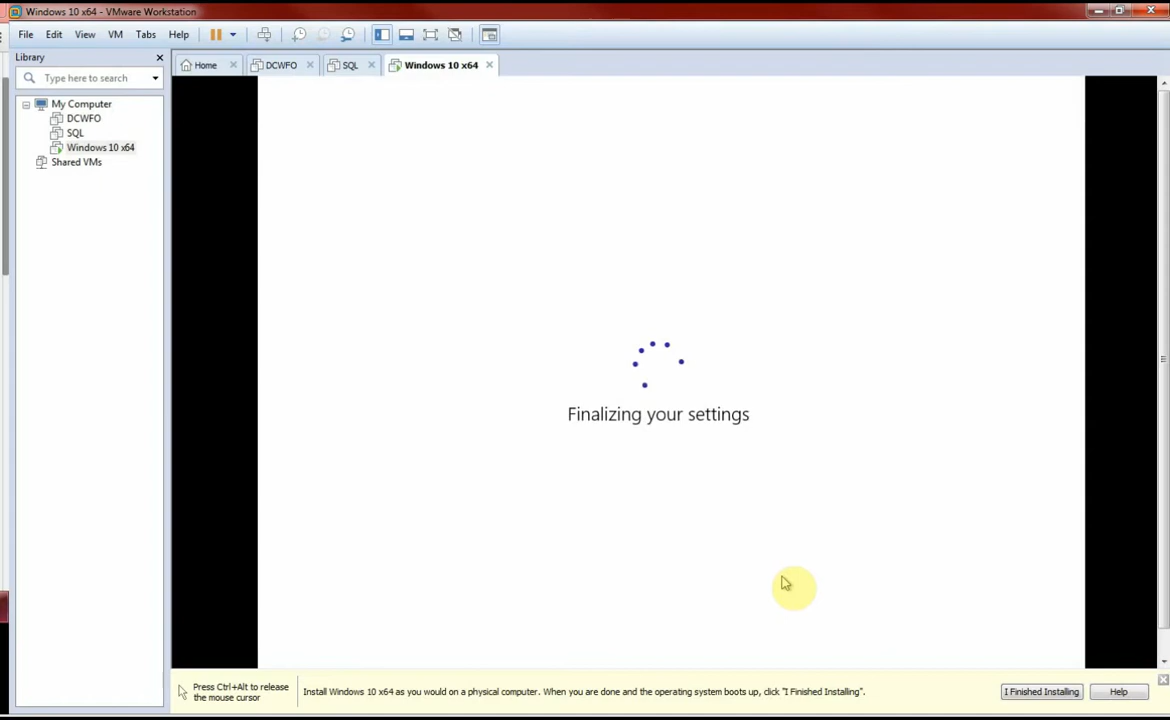 Windows 10 x64 - VMware Workstation
File Edit View VM Tabs Help
Library
Type here to search
Home DCWFO SQL Windows 10 x64
My Computer
DCWFO
SQL
Windows 10 x64
Shared VMs
Finalizing your settings
Press Ctrl+Alt to release
the mouse cursor
Install Windows 10 x64 as you would on a physical computer. When you are done and the operating system boots up, click "I Finished Installing".
I Finished Installing
Help